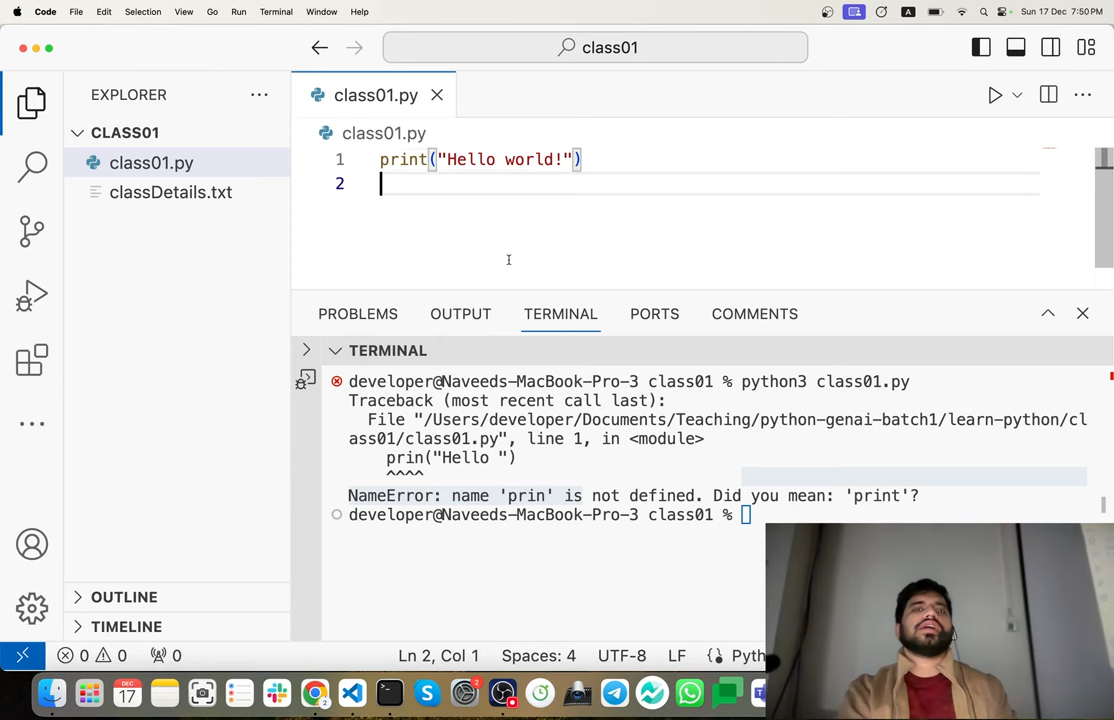 Code File Edit Selection View Go Run Terminal Window Help A Sun 17 Dec 7:50 PM
class01
EXPLORER
class01.py
CLASS01
class01.py
class01.py
1 print("Hello world!")
classDetails.txt
2
PROBLEMS OUTPUT TERMINAL PORTS COMMENTS
TERMINAL
developer@Naveeds-MacBook-Pro-3 class01 % python3 class01.py
Traceback (most recent call last):
File "/Users/developer/Documents/Teaching/python-genai-batch1/learn-python/cl
ass01/class01.py", line 1, in <module>
prin("Hello ")
^^^^
NameError: name 'prin' is not defined. Did you mean: 'print'?
developer@Naveeds-MacBook-Pro-3 class01 %
OUTLINE
TIMELINE
0 0 0 Ln 2, Col 1 Spaces: 4 UTF-8 LF {} Pyth
17
2
2